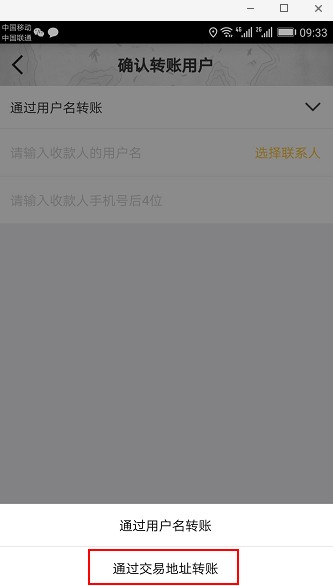 中国移动
中国联通
4G
2G
09:33
确认转账用户
通过用户名转账
请输入收款人的用户名 选择联系人
请输入收款人手机号后4位
通过用户名转账
通过交易地址转账